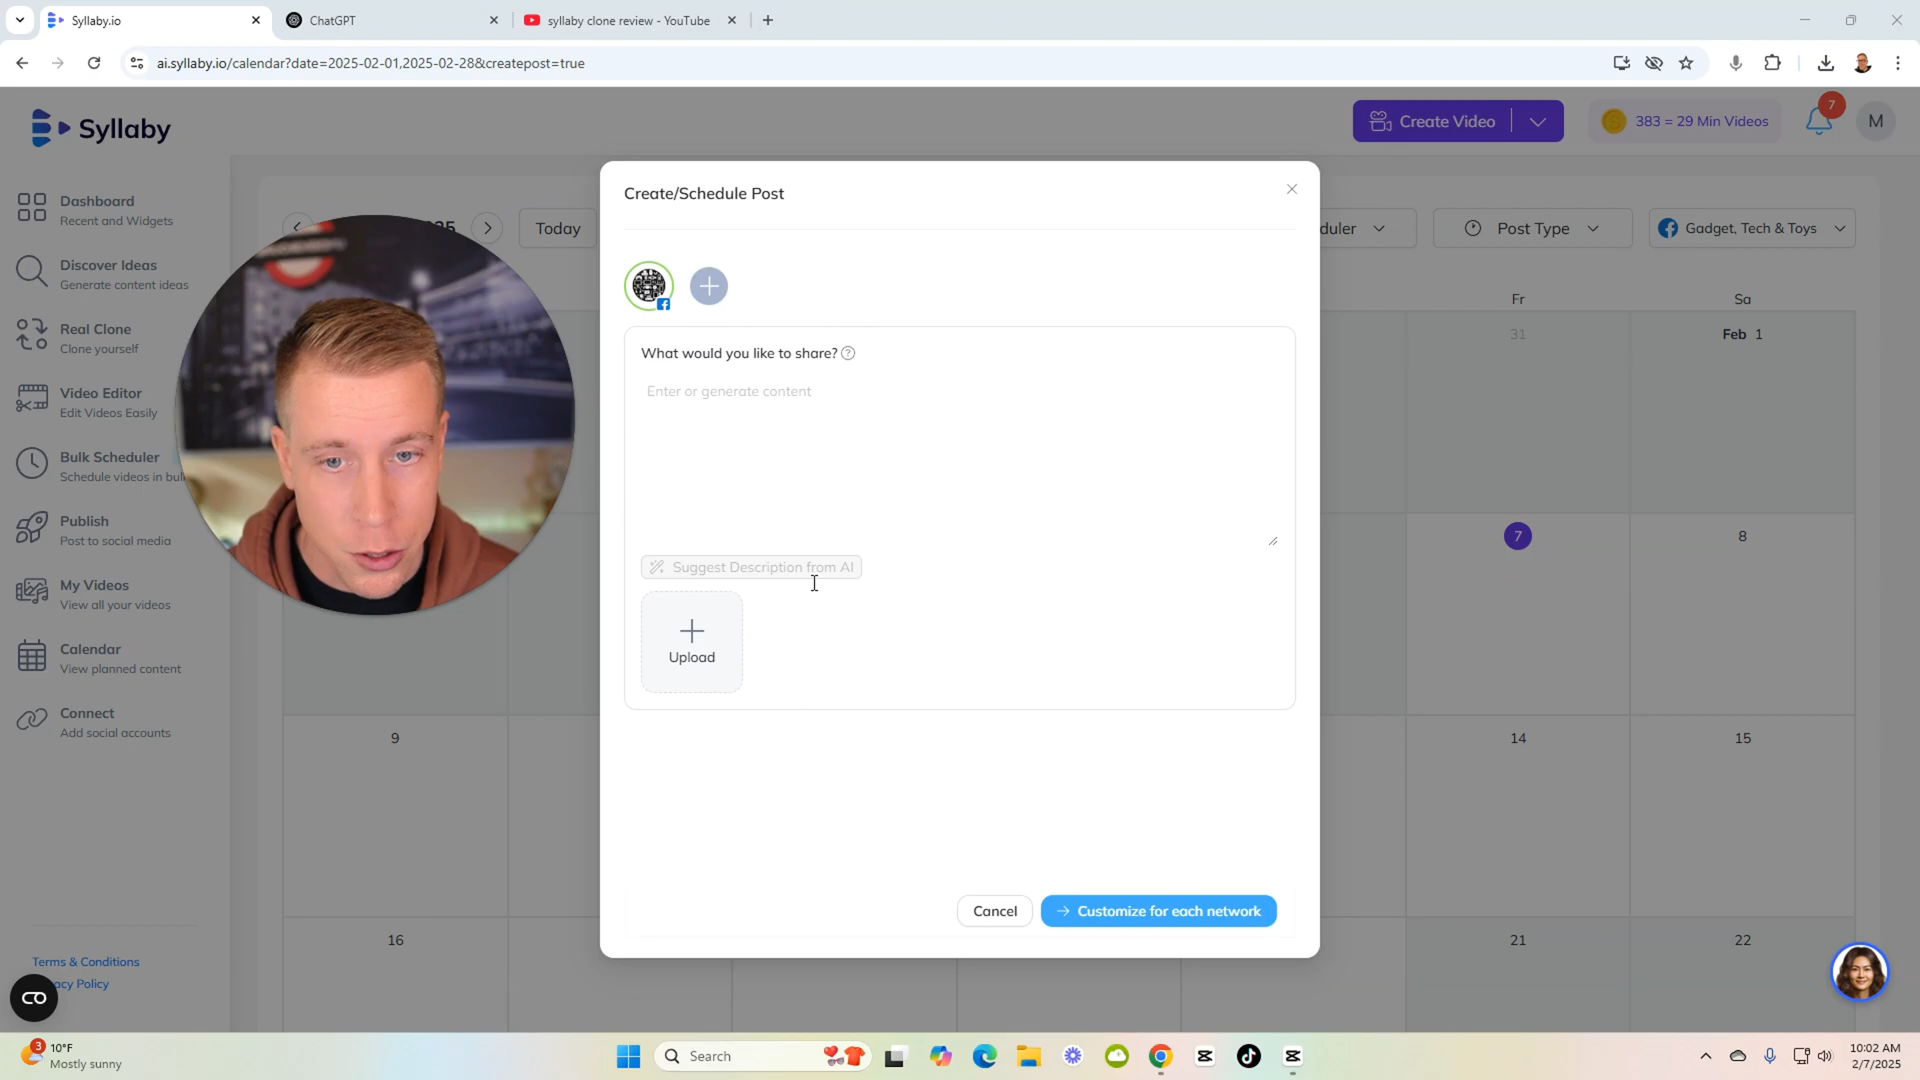 Syllaby.io
ChatGPT
syllaby clone review - YouTube
ai.syllaby.io/calendar?date=2025-02-01,2025-02-28&createpost=true
Syllaby
Create Video
383 = 29 Min Videos
7
M
Dashboard
Recent and Widgets
Discover Ideas
Generate content ideas
Real Clone
Clone yourself
Video Editor
Edit Videos Easily
Bulk Scheduler
Schedule videos in bul
Publish
Post to social media
My Videos
View all your videos
Calendar
View planned content
Connect
Add social accounts
Terms & Conditions
acy Policy
Today
duler
Post Type
Gadget, Tech & Toys
Fr
Sa
31
Feb 1
7
8
9
14
15
16
21
22
Create/Schedule Post
What would you like to share?
Enter or generate content
Suggest Description from AI
Upload
Cancel
Customize for each network
3
10°F
Mostly sunny
Search
10:02 AM
2/7/2025